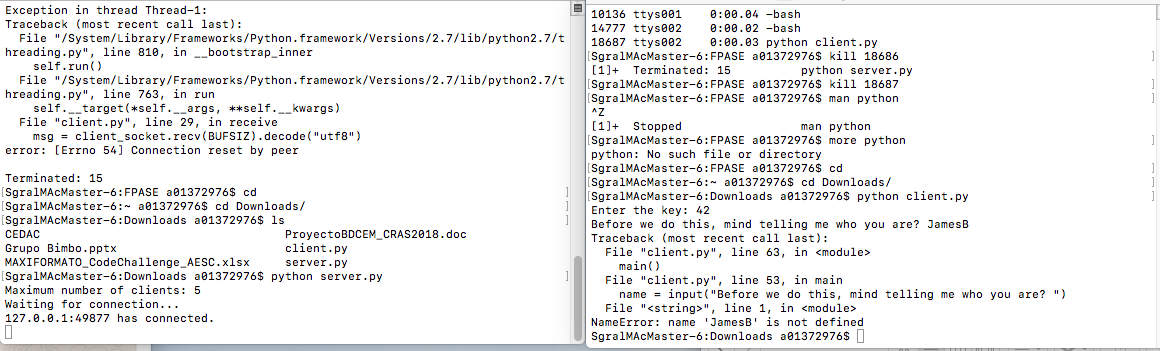 Exception in thread Thread-1:
Traceback (most recent call last):
  File "/System/Library/Frameworks/Python.framework/Versions/2.7/lib/python2.7/t
hreading.py", line 810, in __bootstrap_inner
    self.run()
  File "/System/Library/Frameworks/Python.framework/Versions/2.7/lib/python2.7/t
hreading.py", line 763, in run
    self.__target(*self.__args, **self.__kwargs)
  File "client.py", line 29, in receive
    msg = client_socket.recv(BUFSIZ).decode("utf8")
error: [Errno 54] Connection reset by peer

Terminated: 15
[SgralMAcMaster-6:FPASE a01372976$ cd ]
[SgralMAcMaster-6:~ a01372976$ cd Downloads/ ]
[SgralMAcMaster-6:Downloads a01372976$ ls ]
CEDAC                                   ProyectoBDCEM_CRAS2018.doc
Grupo Bimbo.pptx                        client.py
MAXIFORMATO_CodeChallenge_AESC.xlsx     server.py
[SgralMAcMaster-6:Downloads a01372976$ python server.py ]
Maximum number of clients: 5
Waiting for connection...
127.0.0.1:49877 has connected.
10136 ttys001    0:00.04 -bash
14777 ttys002    0:00.02 -bash
18687 ttys002    0:00.03 python client.py
[SgralMAcMaster-6:FPASE a01372976$ kill 18686 ]
[1]+  Terminated: 15          python server.py
[SgralMAcMaster-6:FPASE a01372976$ kill 18687 ]
[SgralMAcMaster-6:FPASE a01372976$ man python ]
^Z
[1]+  Stopped                 man python
[SgralMAcMaster-6:FPASE a01372976$ more python ]
python: No such file or directory
[SgralMAcMaster-6:FPASE a01372976$ cd ]
[SgralMAcMaster-6:~ a01372976$ cd Downloads/ ]
[SgralMAcMaster-6:Downloads a01372976$ python client.py ]
Enter the key: 42
Before we do this, mind telling me who you are? JamesB
Traceback (most recent call last):
  File "client.py", line 63, in <module>
    main()
  File "client.py", line 53, in main
    name = input("Before we do this, mind telling me who you are? ")
  File "<string>", line 1, in <module>
NameError: name 'JamesB' is not defined
SgralMAcMaster-6:Downloads a01372976$